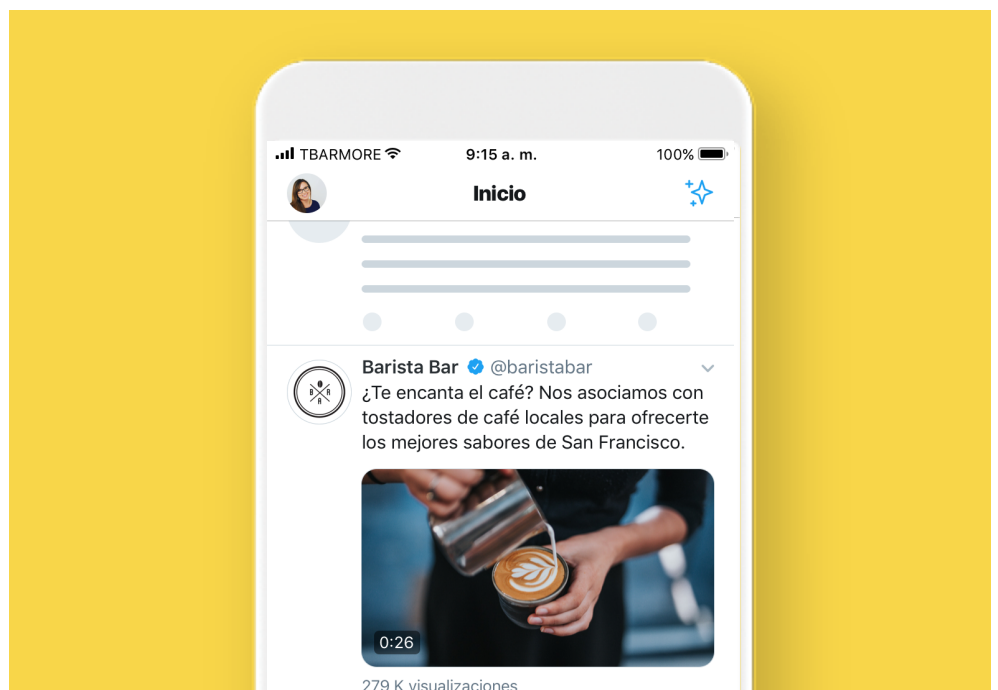 TBARMORE 9:15 a. m. 100%
Inicio
Barista Bar @baristabar
¿Te encanta el café? Nos asociamos con
tostadores de café locales para ofrecerte
los mejores sabores de San Francisco.
B A R
A
0:26
279 K visualizaciones